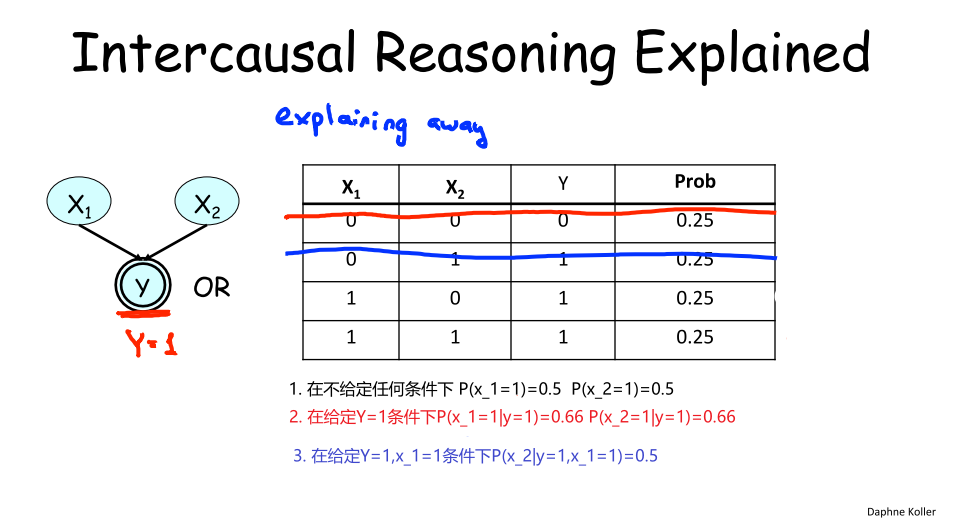 Intercausal Reasoning Explained
explaining away
X1 X2 Y Prob
0 0 0 0.25
0 1 1 0.25
1 0 1 0.25
1 1 1 0.25
X1 X2
Y OR
Y=1
1. 在不给定任何条件下 P(x_1=1)=0.5 P(x_2=1)=0.5
2. 在给定Y=1条件下P(x_1=1|y=1)=0.66 P(x_2=1|y=1)=0.66
3. 在给定Y=1,x_1=1条件下P(x_2|y=1,x_1=1)=0.5
Daphne Koller